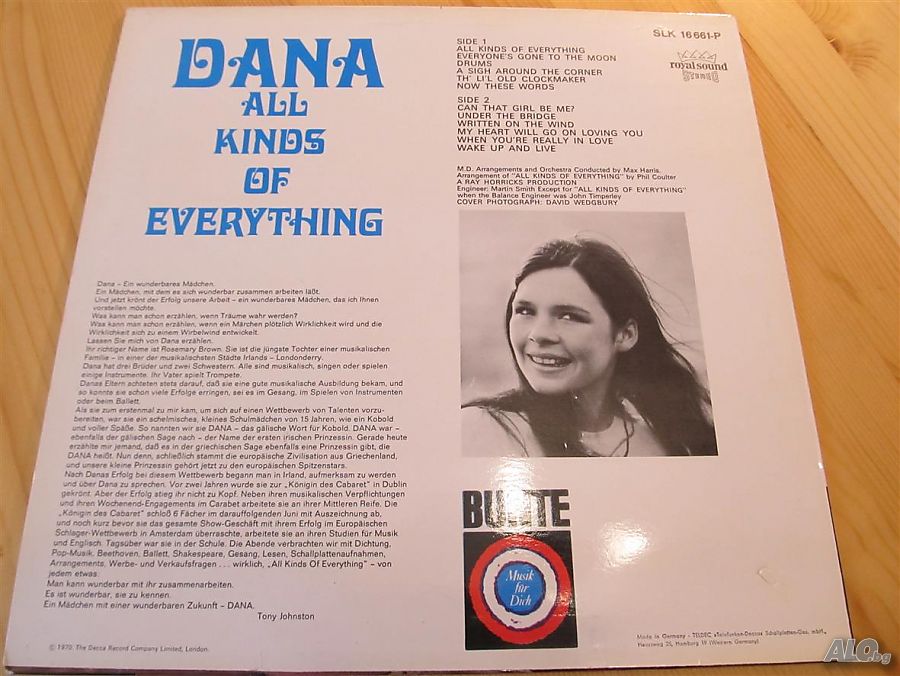 DANA
ALL
KINDS
OF
EVERYTHING
Dana – Ein wunderbares Mädchen.
Ein Mädchen, mit dem es sich wunderbar zusammen arbeiten läßt.
Und jetzt krönt der Erfolg unsere Arbeit – ein wunderbares Mädchen, das ich Ihnen
vorstellen möchte.
Was kann man schon erzählen, wenn Träume wahr werden?
Was kann man schon erzählen, wenn ein Märchen plötzlich Wirklichkeit wird und die
Wirklichkeit sich zu einem Wirbelwind entwickelt.
Lassen Sie mich von Dana erzählen.
Ihr richtiger Name ist Rosemary Brown. Sie ist die jüngste Tochter einer musikalischen
Familie – in einer der musikalischsten Städte Irlands – Londonderry.
Dana hat drei Brüder und zwei Schwestern. Alle sind musikalisch, singen oder spielen
einige Instrumente. Ihr Vater spielt Trompete.
Danas Eltern achteten stets darauf, daß sie eine gute musikalische Ausbildung bekam, und
so konnte sie schon viele Erfolge erringen, sei es im Gesang, im Spielen von Instrumenten
oder beim Ballett.
Als sie zum erstenmal zu mir kam, um sich auf einen Wettbewerb von Talenten vorzu-
bereiten, war sie ein schelmisches, kleines Schulmädchen von 15 Jahren, wie ein Kobold
und voller Späße. So nannten wir sie DANA – das gälische Wort für Kobold. DANA war –
ebenfalls der gälischen Sage nach – der Name der ersten irischen Prinzessin. Gerade heute
erzählte mir jemand, daß es in der griechischen Sage ebenfalls eine Prinzessin gibt, die
DANA heißt. Nun denn, schließlich stammt die europäische Zivilisation aus Griechenland,
und unsere kleine Prinzessin gehört jetzt zu den europäischen Spitzenstars.
Nach Danas Erfolg bei diesem Wettbewerb begann man in Irland, aufmerksam zu werden
und über Dana zu sprechen. Vor zwei Jahren wurde sie zur „Königin des Cabaret" in Dublin
gekrönt. Aber der Erfolg stieg ihr nicht zu Kopf. Neben ihren musikalischen Verpflichtungen
und ihren Wochenend-Engagements im Carabet arbeitete sie an ihrer Mittleren Reife. Die
„Königin des Cabaret" schloß 6 Fächer im darauffolgenden Juni mit Auszeichnung ab,
und noch kurz bevor sie das gesamte Show-Geschäft mit ihrem Erfolg im Europäischen
Schlager-Wettbewerb in Amsterdam überraschte, arbeitete sie an ihren Studien für Musik
und Englisch. Tagsüber war sie in der Schule. Die Abende verbrachten wir mit Dichtung,
Pop-Musik, Beethoven, Ballett, Shakespeare, Gesang, Lesen, Schallplattenaufnahmen,
Arrangements, Werbe- und Verkaufsfragen . . . wirklich, „All Kinds Of Everything" – von
jedem etwas.
Man kann wunderbar mit ihr zusammenarbeiten.
Es ist wunderbar, sie zu kennen.
Ein Mädchen mit einer wunderbaren Zukunft – DANA.
Tony Johnston
© 1970, The Decca Record Company Limited, London.
SLK 16 661-P
royal sound
STEREO
SIDE 1
ALL KINDS OF EVERYTHING
EVERYONE'S GONE TO THE MOON
DRUMS
A SIGH AROUND THE CORNER
TH' LI'L OLD CLOCKMAKER
NOW THESE WORDS
SIDE 2
CAN THAT GIRL BE ME?
UNDER THE BRIDGE
WRITTEN ON THE WIND
MY HEART WILL GO ON LOVING YOU
WHEN YOU'RE REALLY IN LOVE
WAKE UP AND LIVE
M.D. Arrangements and Orchestra Conducted by Max Harris.
Arrangement of "ALL KINDS OF EVERYTHING" by Phil Coulter
A RAY HORRICKS PRODUCTION
Engineer: Martin Smith Except for "ALL KINDS OF EVERYTHING"
when the Balance Engineer was John Timperley
COVER PHOTOGRAPH: DAVID WEDGBURY
BUNTE
Musik
für
Dich
Made in Germany - TELDEC »Telefunken-Decca« Schallplatten-Ges. mbH.,
Heussweg 25, Hamburg 19 (Western Germany).
ALO.bg